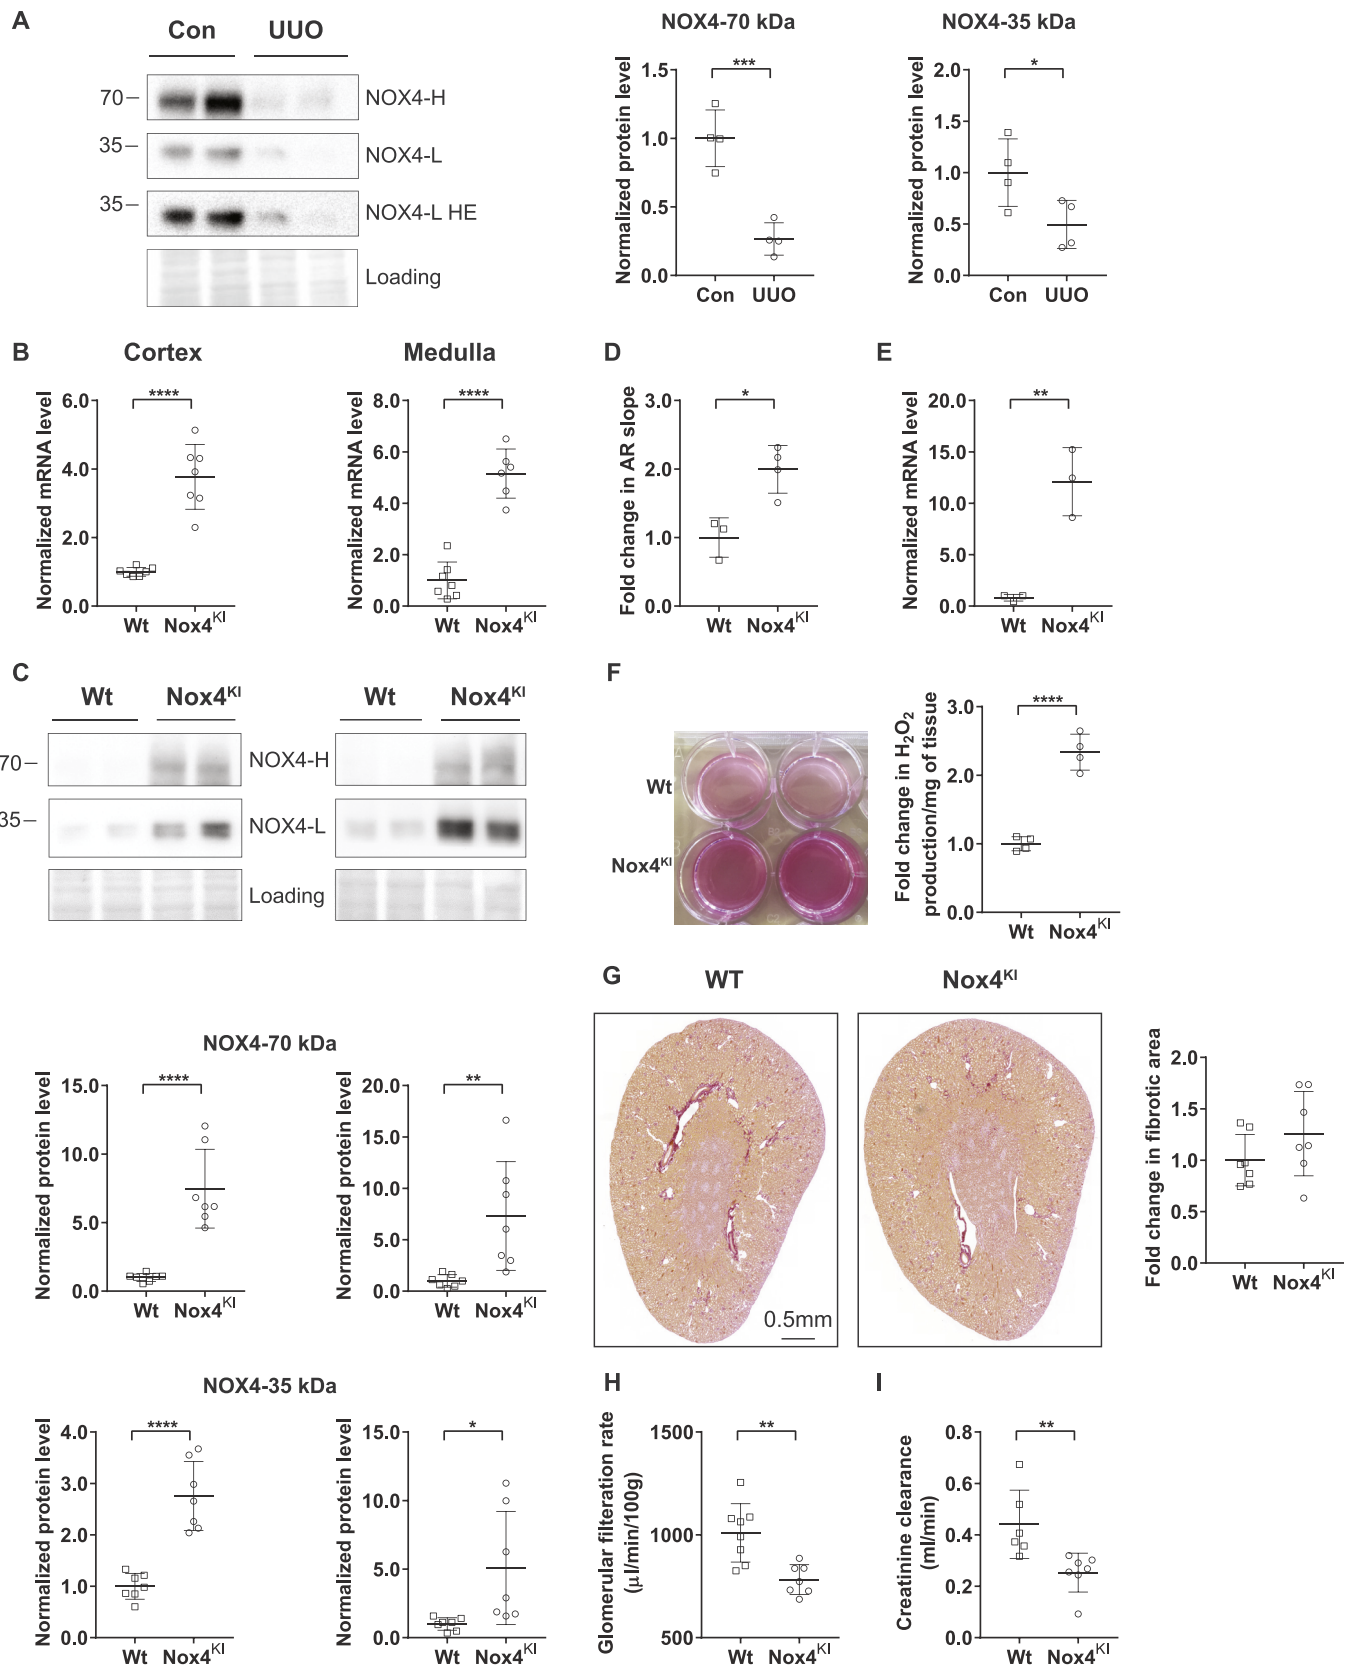 A
Con UUO
70
NOX4-H
35
NOX4-L
35
NOX4-L HE
Loading
NOX4-70 kDa
Normalized protein level
1.5
1.0
0.5
0.0
***
Con UUO
NOX4-35 kDa
Normalized protein level
2.0
1.5
1.0
0.5
0.0
*
Con UUO
B
Cortex
Normalized mRNA level
6.0
4.0
2.0
0.0
****
Wt Nox4KI
Medulla
Normalized mRNA level
8.0
6.0
4.0
2.0
0.0
****
Wt Nox4KI
D
Fold change in AR slope
3.0
2.0
1.0
0.0
*
Wt Nox4KI
E
Normalized mRNA level
20.0
15.0
10.0
5.0
0.0
**
Wt Nox4KI
C
Wt Nox4KI
Wt Nox4KI
70
NOX4-H
35
NOX4-L
Loading
F
Wt
Nox4KI
Fold change in H2O2
production/mg of tissue
3.0
2.0
1.0
0.0
****
Wt Nox4KI
NOX4-70 kDa
Normalized protein level
15.0
10.0
5.0
0.0
****
Wt Nox4KI
Normalized protein level
20.0
15.0
10.0
5.0
0.0
**
Wt Nox4KI
G
WT
Nox4KI
0.5mm
Fold change in fibrotic area
2.0
1.5
1.0
0.5
0.0
Wt Nox4KI
NOX4-35 kDa
Normalized protein level
4.0
3.0
2.0
1.0
0.0
****
Wt Nox4KI
Normalized protein level
15.0
10.0
5.0
0.0
*
Wt Nox4KI
H
Glomerular filteration rate
(µl/min/100g)
1500
1000
500
**
Wt Nox4KI
I
Creatinine clearance
(ml/min)
0.8
0.6
0.4
0.2
0.0
**
Wt Nox4KI